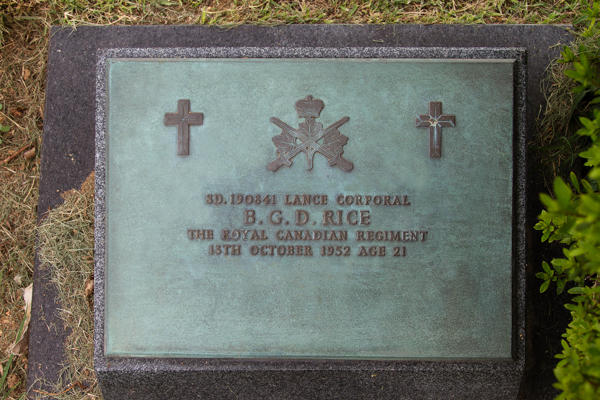 SD. 190841 LANCE CORPORAL
B. G. D. RICE
THE ROYAL CANADIAN REGIMENT
13TH OCTOBER 1952 AGE 21